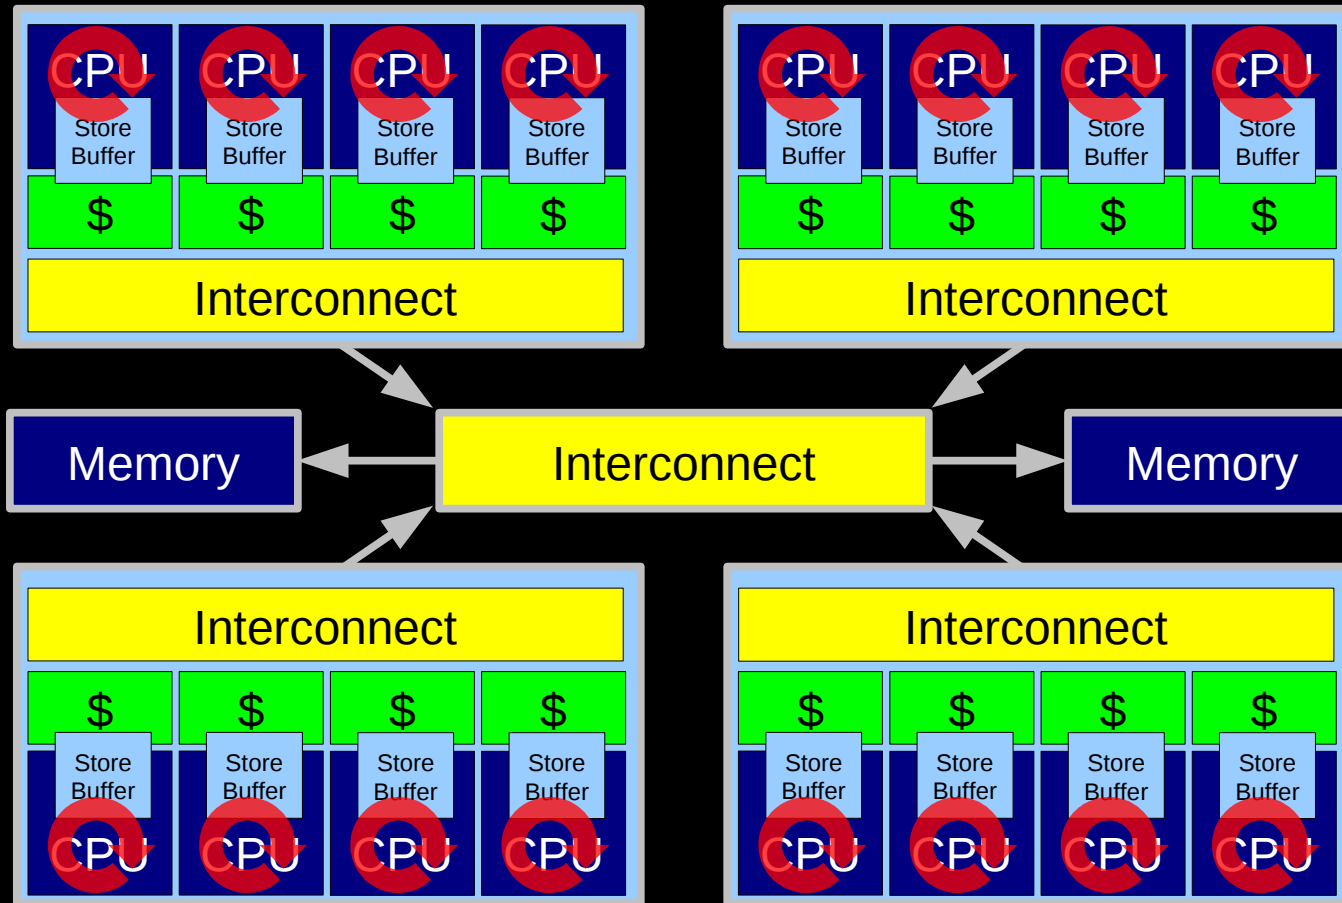 CPU CPU CPU CPU
Store Store Store Store
Buffer Buffer Buffer Buffer
$ $ $ $
Interconnect
CPU CPU CPU CPU
Store Store Store Store
Buffer Buffer Buffer Buffer
$ $ $ $
Interconnect
Memory
Interconnect
Memory
Interconnect
$ $ $ $
Store Store Store Store
Buffer Buffer Buffer Buffer
CPU CPU CPU CPU
Interconnect
$ $ $ $
Store Store Store Store
Buffer Buffer Buffer Buffer
CPU CPU CPU CPU